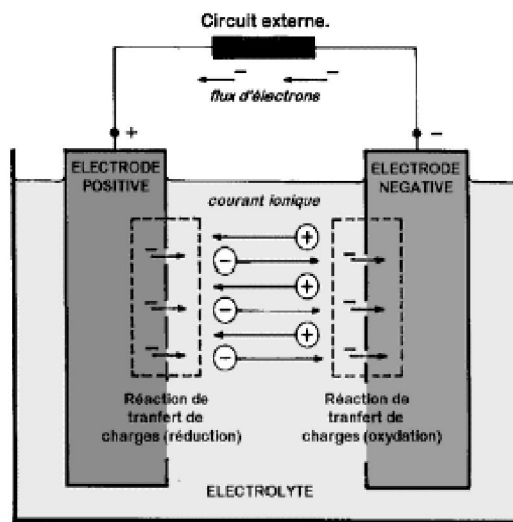 Circuit externe.
flux d'électrons
+
−
ELECTRODE
POSITIVE
ELECTRODE
NEGATIVE
courant ionique
Réaction de
tranfert de
charges (réduction)
Réaction de
tranfert de
charges (oxydation)
ELECTROLYTE